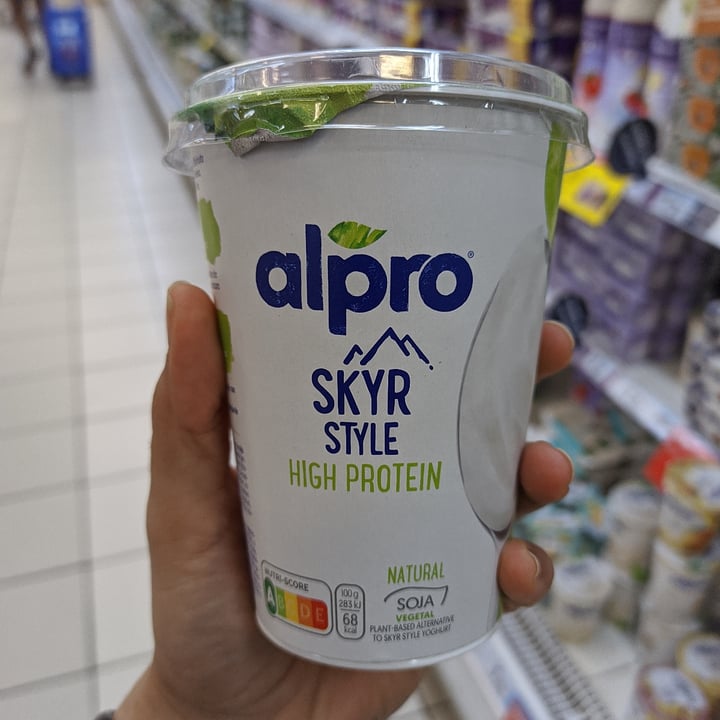 alpro®
SKYR
STYLE
HIGH PROTEIN
NUTRI-SCORE
A B C D E
100 g
283 kJ
68
kcal
NATURAL
SOJA
VEGETAL
PLANT-BASED ALTERNATIVE
TO SKYR STYLE YOGHURT